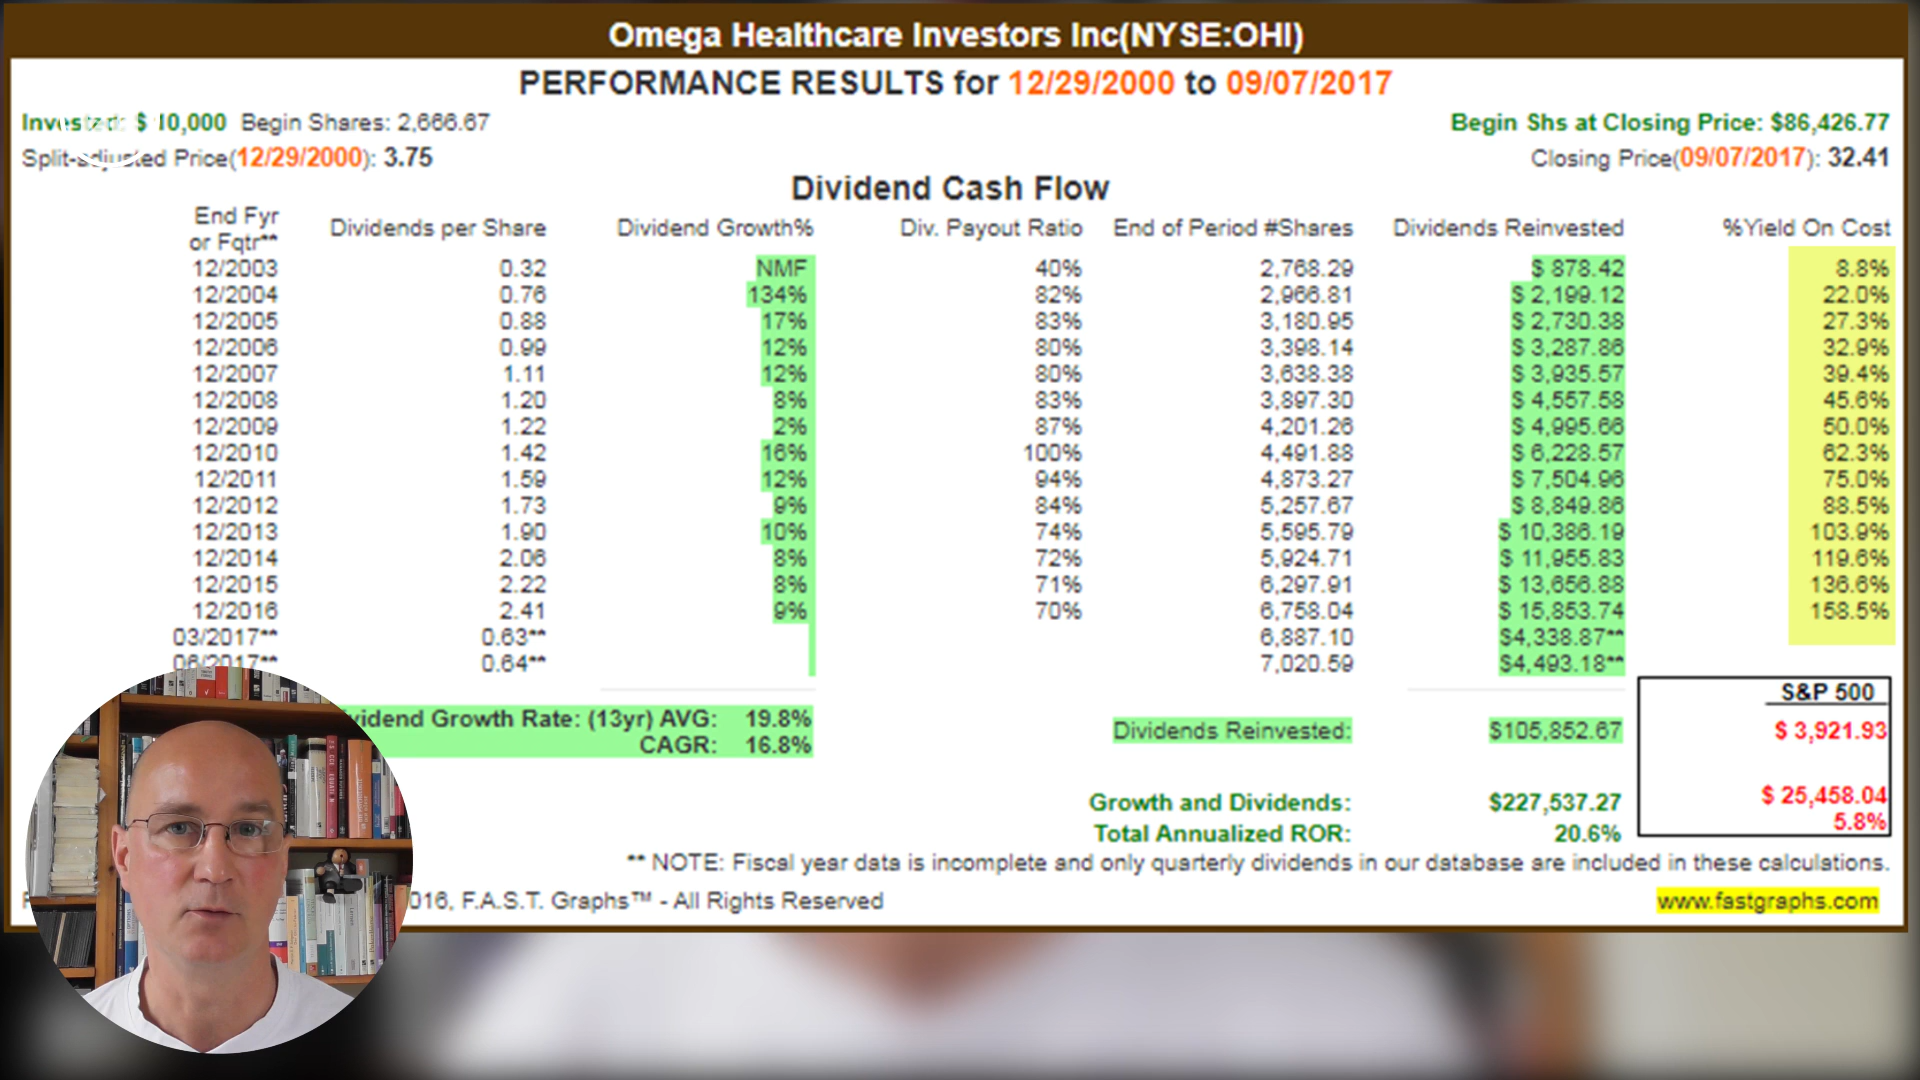 Omega Healthcare Investors Inc(NYSE:OHI)
PERFORMANCE RESULTS for 12/29/2000 to 09/07/2017
Invested: $ 10,000 Begin Shares: 2,666.67
Begin Shs at Closing Price: $86,426.77
Split-adjusted Price(12/29/2000): 3.75
Closing Price(09/07/2017): 32.41
Dividend Cash Flow
End Fyr or Fqtr** Dividends per Share Dividend Growth% Div. Payout Ratio End of Period #Shares Dividends Reinvested %Yield On Cost
12/2003 0.32 NMF 40% 2,768.29 $ 878.42 8.8%
12/2004 0.76 134% 82% 2,966.81 $ 2,199.12 22.0%
12/2005 0.88 17% 83% 3,180.95 $ 2,730.38 27.3%
12/2006 0.99 12% 80% 3,398.14 $ 3,287.86 32.9%
12/2007 1.11 12% 80% 3,638.38 $ 3,935.57 39.4%
12/2008 1.20 8% 83% 3,897.30 $ 4,557.58 45.6%
12/2009 1.22 2% 87% 4,201.26 $ 4,995.66 50.0%
12/2010 1.42 16% 100% 4,491.88 $ 6,228.57 62.3%
12/2011 1.59 12% 94% 4,873.27 $ 7,504.96 75.0%
12/2012 1.73 9% 84% 5,257.67 $ 8,849.86 88.5%
12/2013 1.90 10% 74% 5,595.79 $ 10,386.19 103.9%
12/2014 2.06 8% 72% 5,924.71 $ 11,955.83 119.6%
12/2015 2.22 8% 71% 6,297.91 $ 13,656.88 136.6%
12/2016 2.41 9% 70% 6,758.04 $ 15,853.74 158.5%
03/2017** 0.63** 6,887.10 $4,338.87**
06/2017** 0.64** 7,020.59 $4,493.18**
S&P 500
Dividend Growth Rate: (13yr) AVG: 19.8%
CAGR: 16.8%
Dividends Reinvested: $105,852.67 $ 3,921.93
Growth and Dividends: $227,537.27 $ 25,458.04
Total Annualized ROR: 20.6% 5.8%
** NOTE: Fiscal year data is incomplete and only quarterly dividends in our database are included in these calculations.
016, F.A.S.T. Graphs™ - All Rights Reserved
www.fastgraphs.com